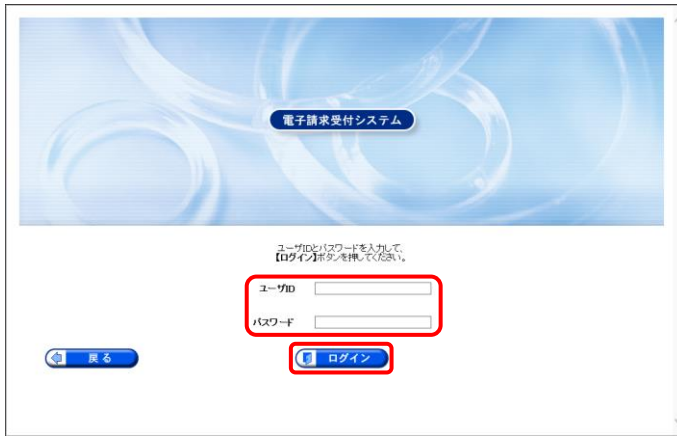 電子請求受付システム
ユーザIDとパスワードを入力して、
【ログイン】ボタンを押してください。
ユーザID
パスワード
戻る
ログイン